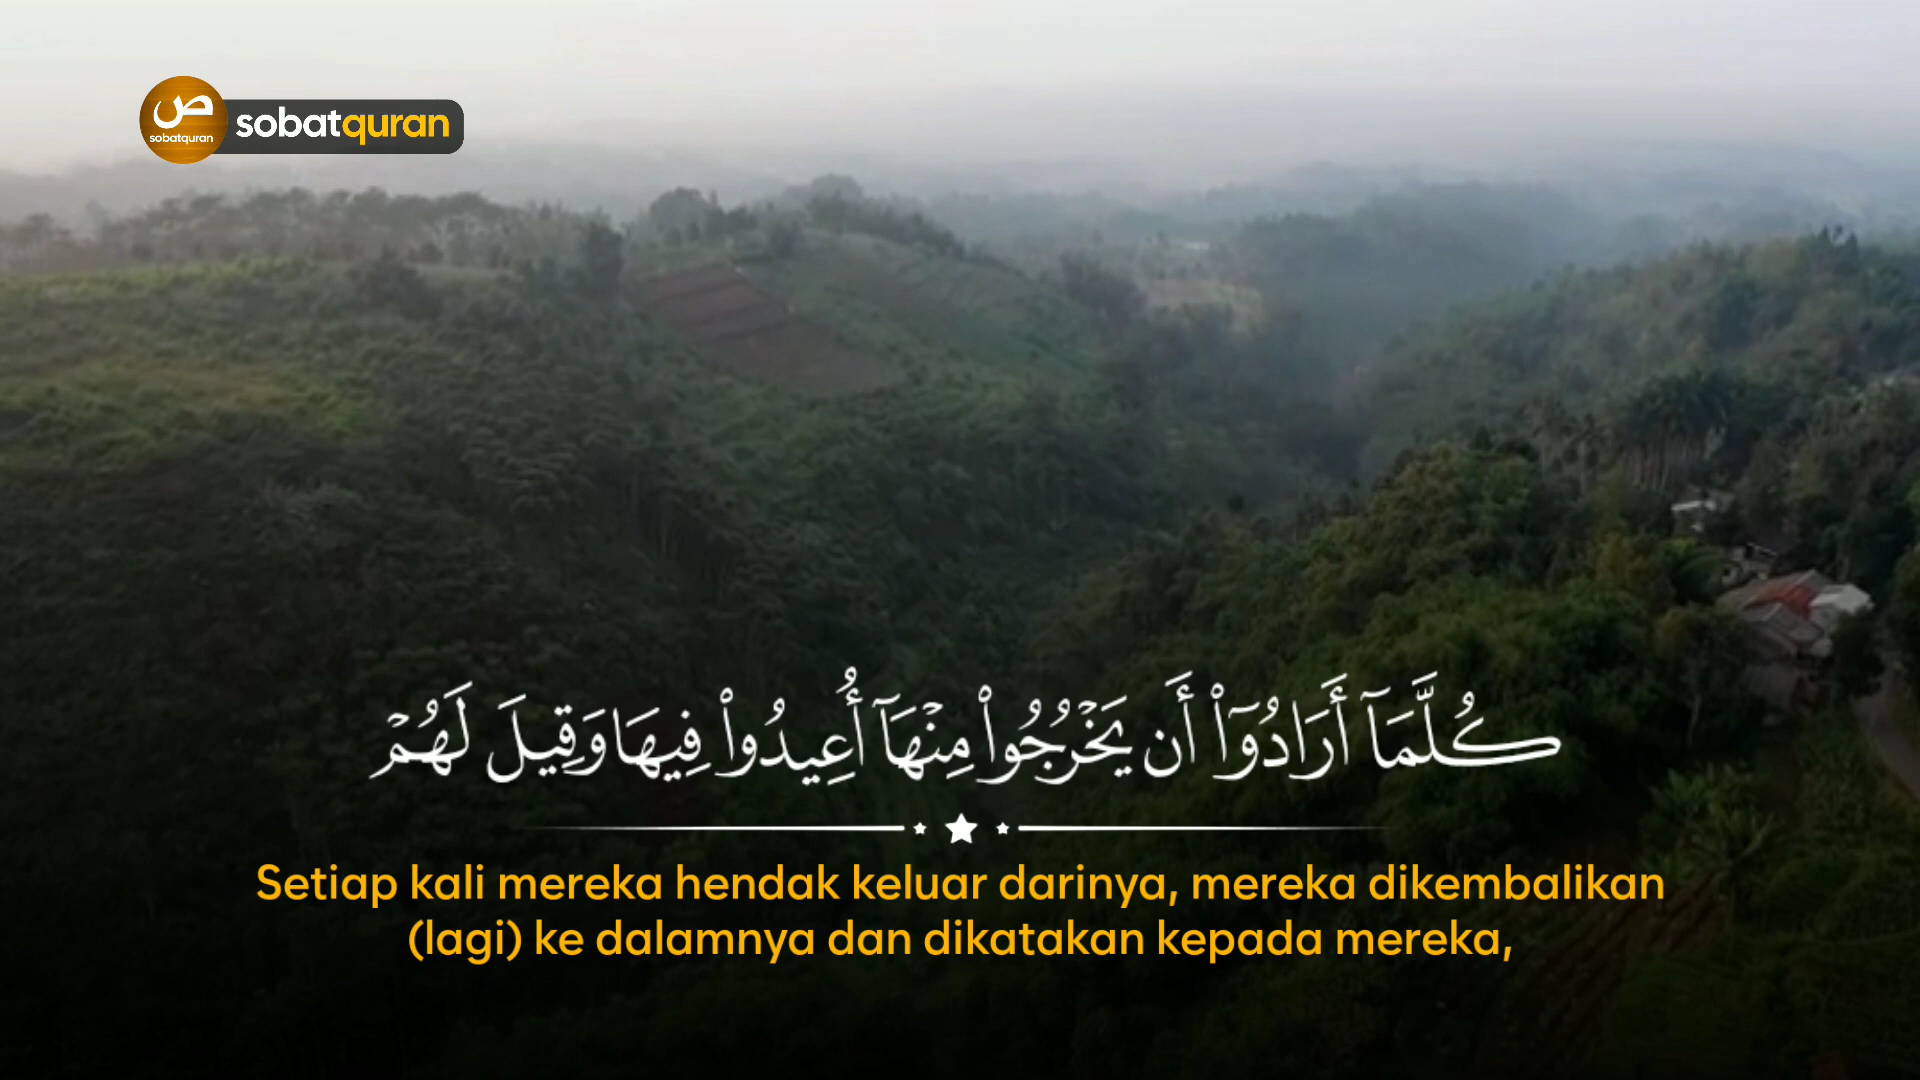 ص
sobatquran
sobatquran
كُلَّمَآ أَرَادُوٓاْ أَن يَخۡرُجُواْ مِنۡهَآ أُعِيدُواْ فِيهَا وَقِيلَ لَهُمۡ
Setiap kali mereka hendak keluar darinya, mereka dikembalikan
(lagi) ke dalamnya dan dikatakan kepada mereka,